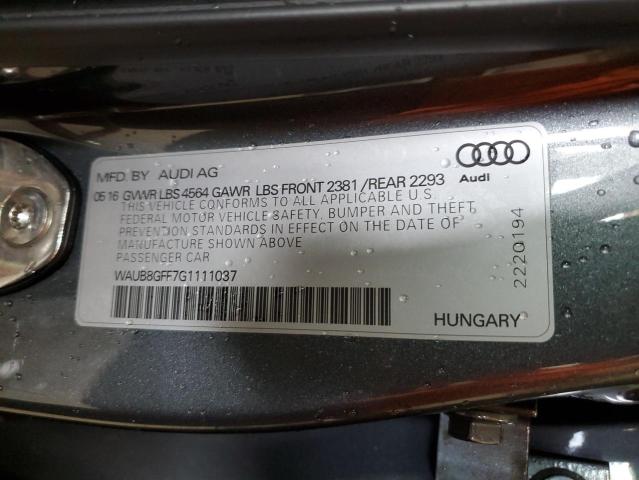 MFD BY AUDI AG
05 16 GVWR LBS 4564 GAWR LBS FRONT 2381 /REAR 2293
THIS VEHICLE CONFORMS TO ALL APPLICABLE U.S.
FEDERAL MOTOR VEHICLE SAFETY, BUMPER AND THEFT
PREVENTION STANDARDS IN EFFECT ON THE DATE OF
MANUFACTURE SHOWN ABOVE
PASSENGER CAR
WAUB8GFF7G1111037
Audi
2220194
HUNGARY